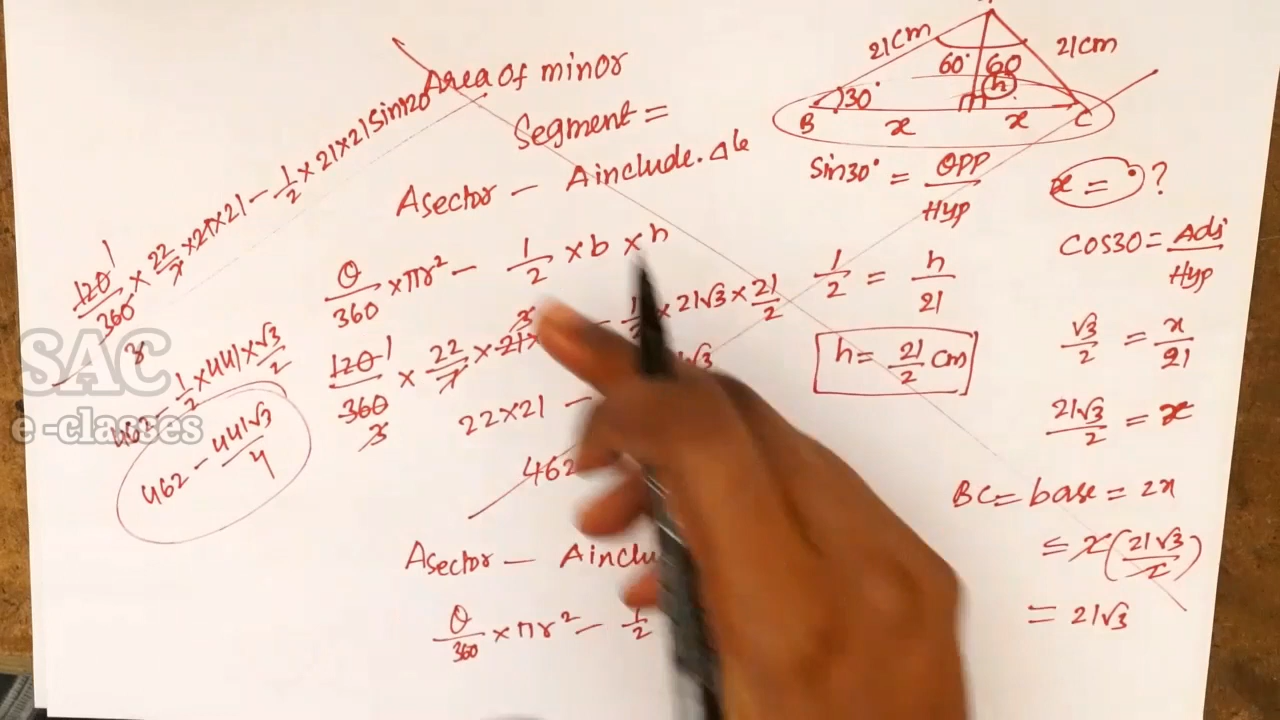 Area of minor
Segment =
Asector - Ainclude. Δle
θ/360 × πr² - 1/2 × b × h
120/360 × 22/7 × 21 × - × 21√3 × 21/2
22×21 -
462
Asector - Ainclu
θ/360 × πr² - 1/2
120/360 × 22/7 × 21 × 21 - 1/2 × 21 × 21 Sin120
462 - 1/2 × 441 × √3/2
462 - 441√3/4
SAC
e-classes
21cm
21cm
60° 60
h
30°
B x x C
Sin30° = OPP/Hyp
1/2 = h/21
h = 21/2 cm
x = ?
Cos30 = Adj/Hyp
√3/2 = x/21
21√3/2 = x
BC = base = 2x
= 2(21√3/2)
= 21√3